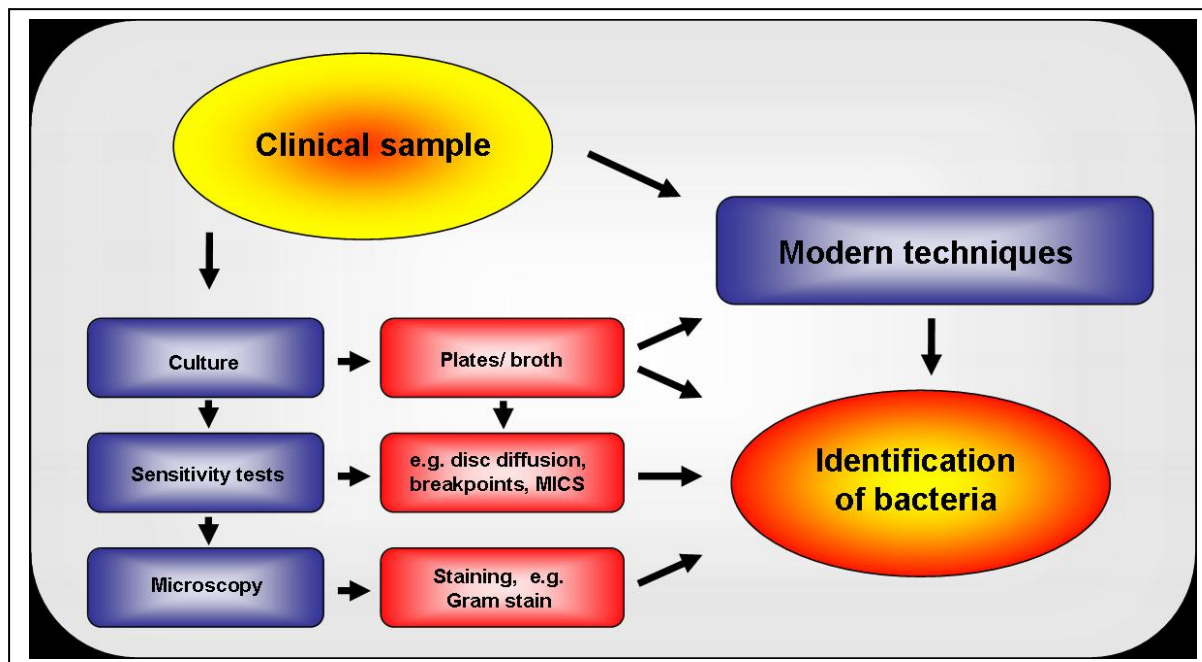 Clinical sample
Modern techniques
Culture
Plates/ broth
Sensitivity tests
e.g. disc diffusion,
breakpoints, MICS
Identification
of bacteria
Microscopy
Staining, e.g.
Gram stain